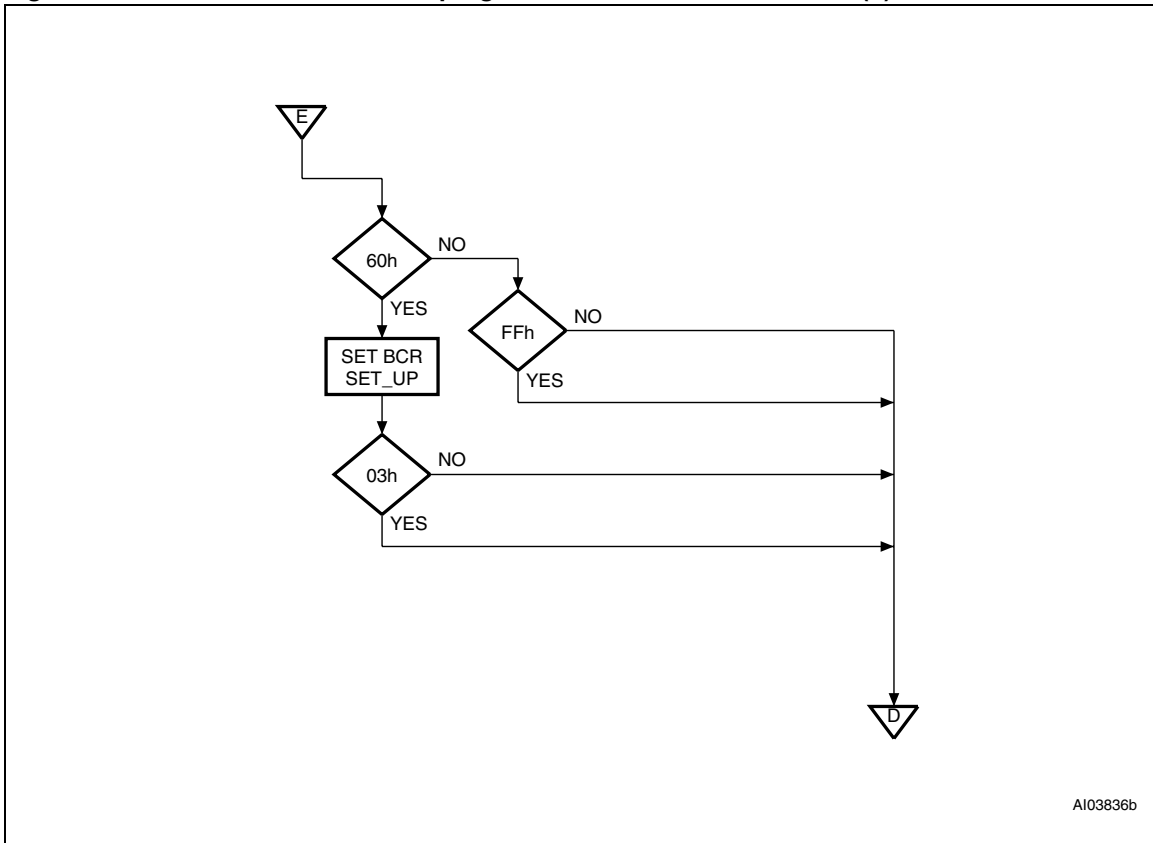 E
60h
NO
YES
FFh
NO
YES
SET BCR
SET_UP
03h
NO
YES
D
AI03836b